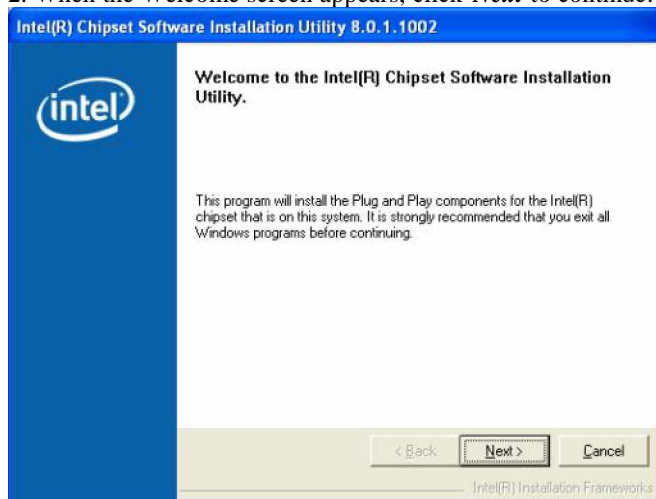 2. When the Welcome screen appears, click Next to continue.
Intel(R) Chipset Software Installation Utility 8.0.1.1002
intel
Welcome to the Intel(R) Chipset Software Installation
Utility.
This program will install the Plug and Play components for the Intel(R)
chipset that is on this system. It is strongly recommended that you exit all
Windows programs before continuing.
< Back
Next >
Cancel
Intel(R) Installation Frameworks